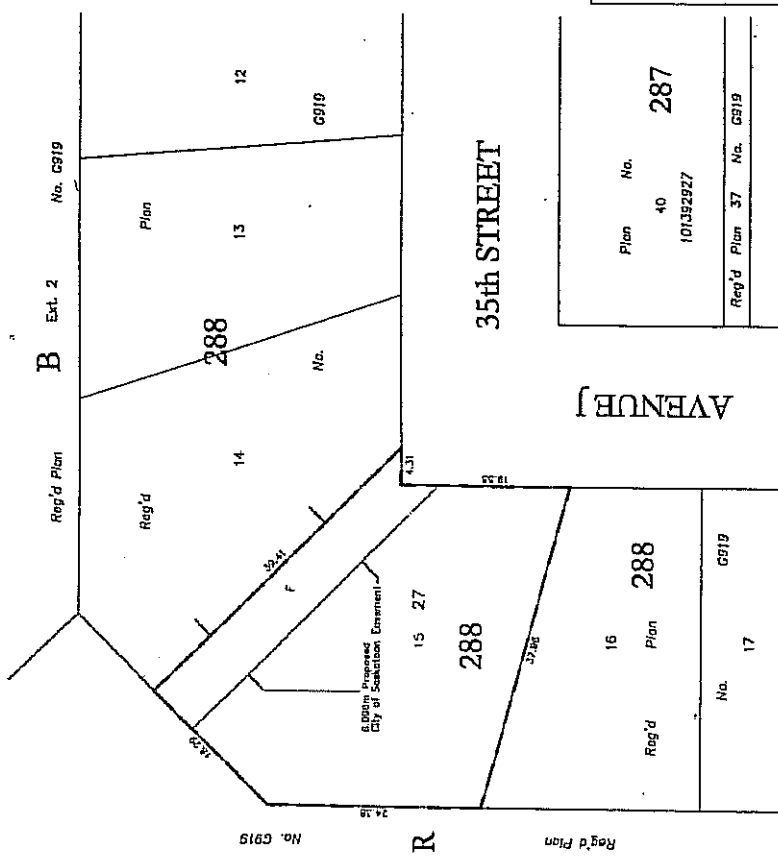 Reg'd Plan B Ext. 2 No. G919
12
G919
Plan
13
288
No.
14
Reg'd
35th STREET
Plan No.
40 287
101392927
Reg'd Plan 37 No. G919
AVENUE J
4.31
19.55
39.41
F
6.000m Proposed
City of Saskatoon Easement
15 27
288
37.96
18.29
24.38
No. G919
R
Reg'd Plan
16
Plan
288
Reg'd
No. G919
17